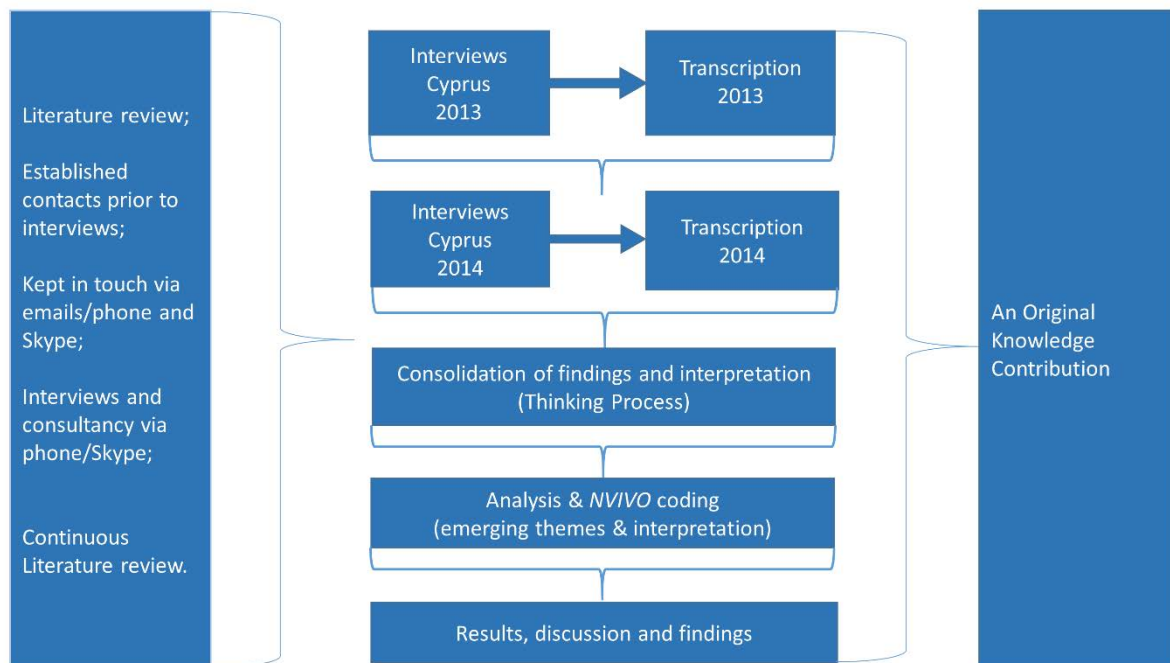 Literature review;
Established
contacts prior to
interviews;
Kept in touch via
emails/phone and
Skype;
Interviews and
consultancy via
phone/Skype;
Continuous
Literature review.
Interviews
Cyprus
2013
Transcription
2013
Interviews
Cyprus
2014
Transcription
2014
Consolidation of findings and interpretation
(Thinking Process)
Analysis & NVIVO coding
(emerging themes & interpretation)
Results, discussion and findings
An Original
Knowledge
Contribution